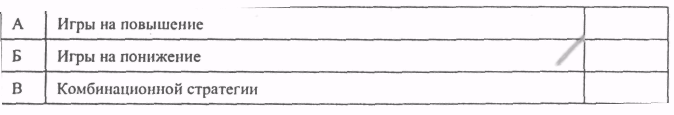 А Игры на повышение
Б Игры на понижение
В Комбинационной стратегии